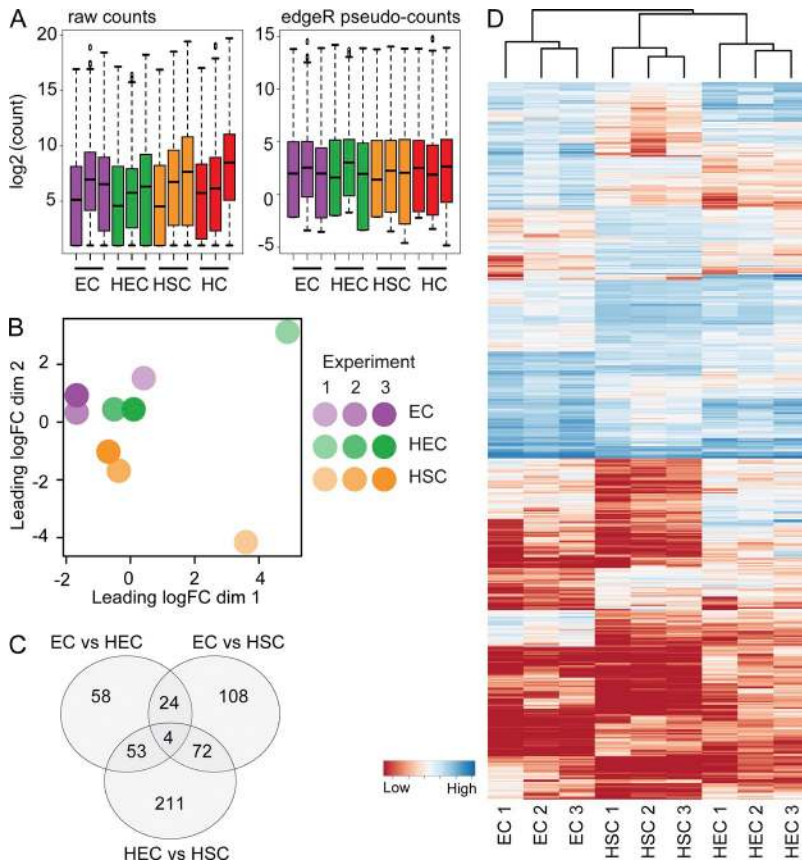 A
raw counts
edgeR pseudo-counts
log2 (count)
20
15
10
5
15
10
5
0
-5
EC HEC HSC HC
EC HEC HSC HC
B
Leading logFC dim 2
2
0
-2
-4
-2 0 2 4
Leading logFC dim 1
Experiment
1 2 3
EC
HEC
HSC
C
EC vs HEC
EC vs HSC
58
24
108
4
53
72
211
HEC vs HSC
D
Low High
EC 1
EC 2
EC 3
HSC 1
HSC 2
HSC 3
HEC 1
HEC 2
HEC 3